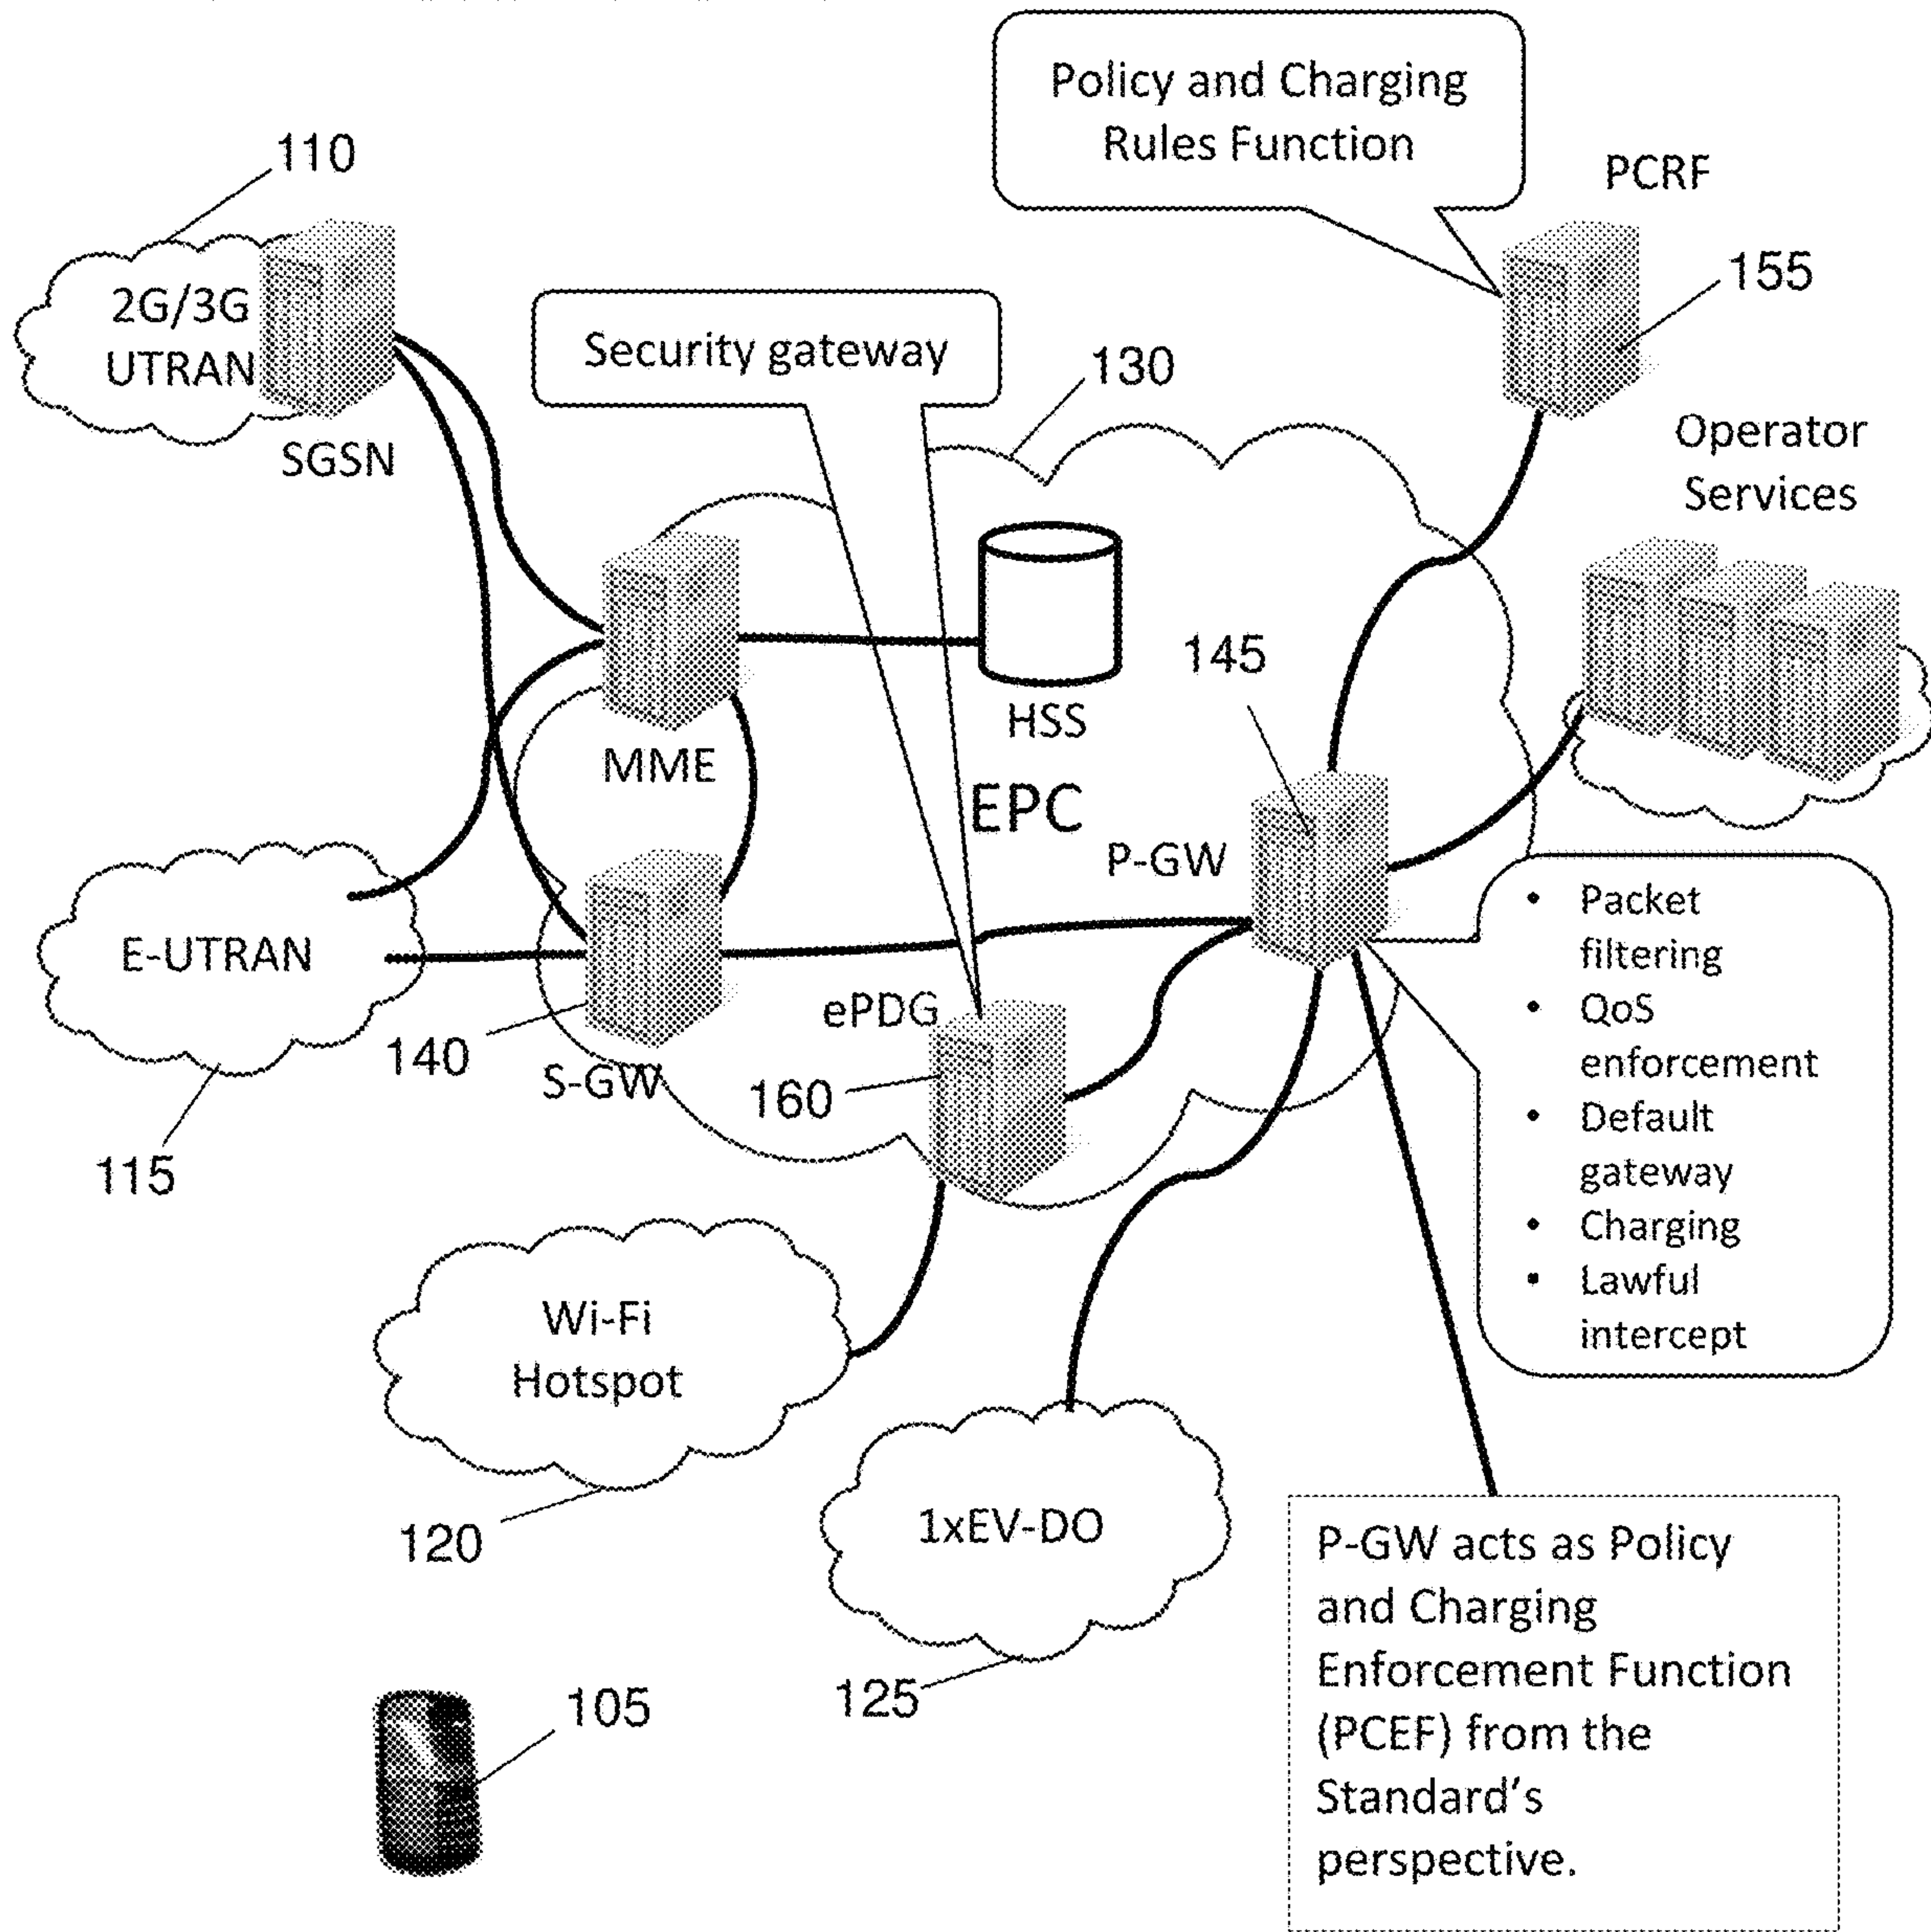 Policy and Charging
Rules Function
PCRF
110
155
2G/3G
UTRAN
SGSN
Security gateway
130
Operator
Services
145
HSS
MME
EPC
P-GW
E-UTRAN
ePDG
140
S-GW
160
115
• Packet
filtering
• QoS
enforcement
• Default
gateway
• Charging
• Lawful
intercept
Wi-Fi
Hotspot
120
1xEV-DO
125
105
P-GW acts as Policy
and Charging
Enforcement Function
(PCEF) from the
Standard's
perspective.